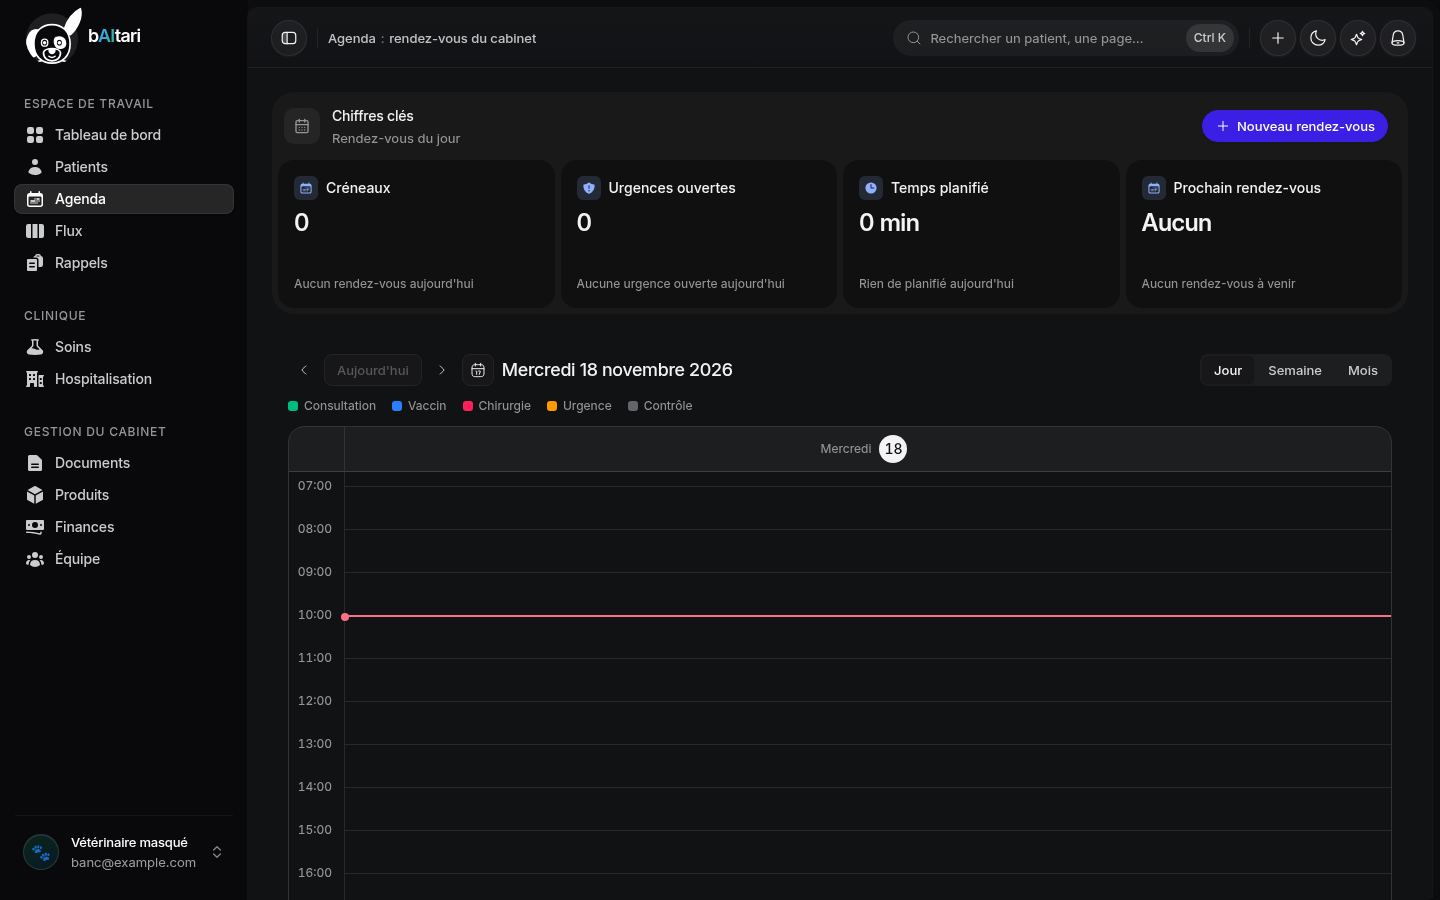 bAItari
ESPACE DE TRAVAIL
Tableau de bord
Patients
Agenda
Flux
Rappels
CLINIQUE
Soins
Hospitalisation
GESTION DU CABINET
Documents
Produits
Finances
Équipe
Vétérinaire masqué
banc@example.com
Agenda : rendez-vous du cabinet
Rechercher un patient, une page... Ctrl K
Chiffres clés
Rendez-vous du jour
Nouveau rendez-vous
Créneaux
0
Aucun rendez-vous aujourd'hui
Urgences ouvertes
0
Aucune urgence ouverte aujourd'hui
Temps planifié
0 min
Rien de planifié aujourd'hui
Prochain rendez-vous
Aucun
Aucun rendez-vous à venir
Aujourd'hui
Mercredi 18 novembre 2026
Jour Semaine Mois
Consultation Vaccin Chirurgie Urgence Contrôle
Mercredi 18
07:00
08:00
09:00
10:00
11:00
12:00
13:00
14:00
15:00
16:00